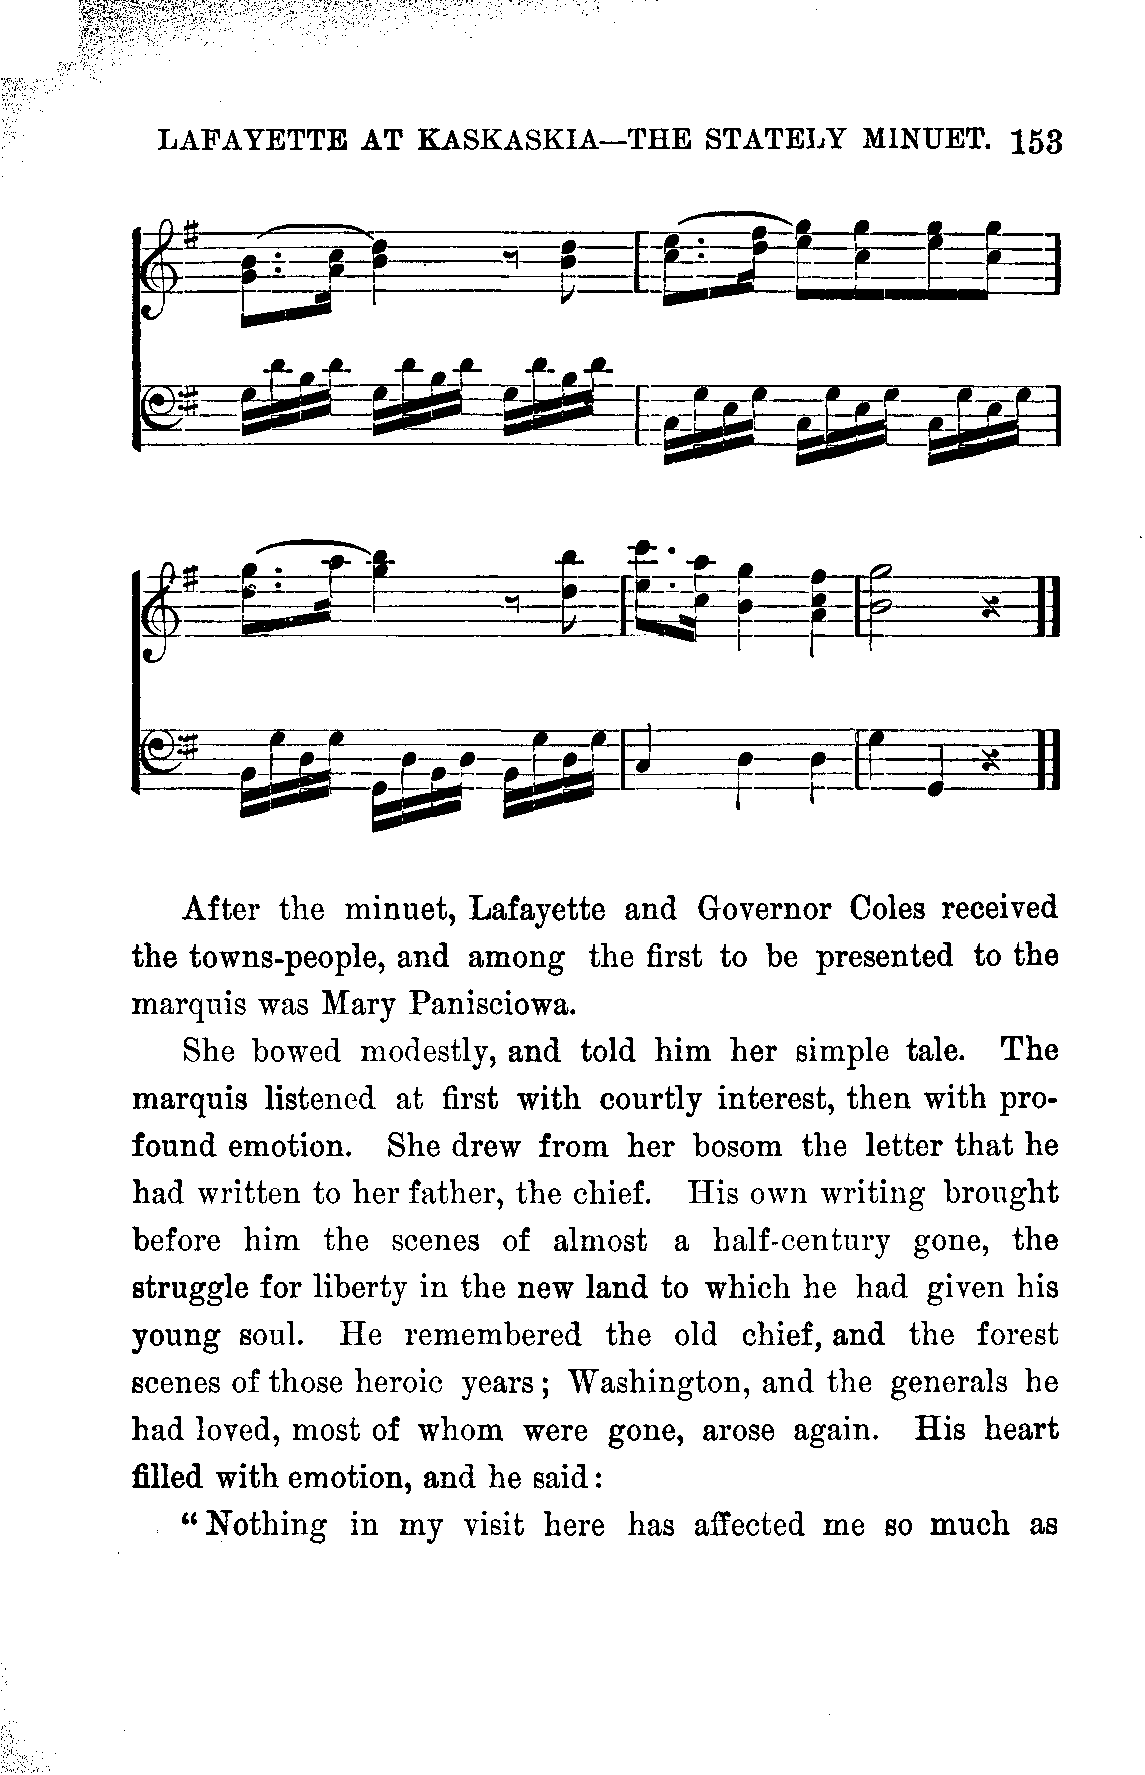 LAFAYETTE AT KASKASKIA—THE STATELY MINUET. 153
After the minuet, Lafayette and Governor Coles received
the towns-people, and among the first to be presented to the
marquis was Mary Panisciowa.
She bowed modestly, and told him her simple tale. The
marquis listened at first with courtly interest, then with pro-
found emotion. She drew from her bosom the letter that he
had written to her father, the chief. His own writing brought
before him the scenes of almost a half-century gone, the
struggle for liberty in the new land to which he had given his
young soul. He remembered the old chief, and the forest
scenes of those heroic years; Washington, and the generals he
had loved, most of whom were gone, arose again. His heart
filled with emotion, and he said:
“Nothing in my visit here has affected me so much as